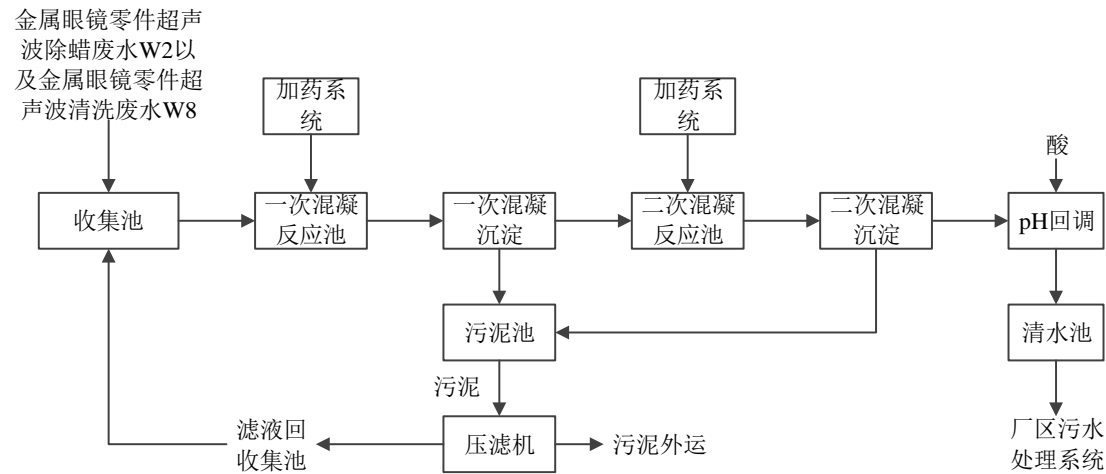 金属眼镜零件超声
波除蜡废水W2以
及金属眼镜零件超
声波清洗废水W8
加药系
统
加药系
统
酸
收集池
一次混凝
反应池
一次混凝
沉淀
二次混凝
反应池
二次混凝
沉淀
pH回调
污泥池
清水池
污泥
滤液回
收集池
压滤机
污泥外运
厂区污水
处理系统